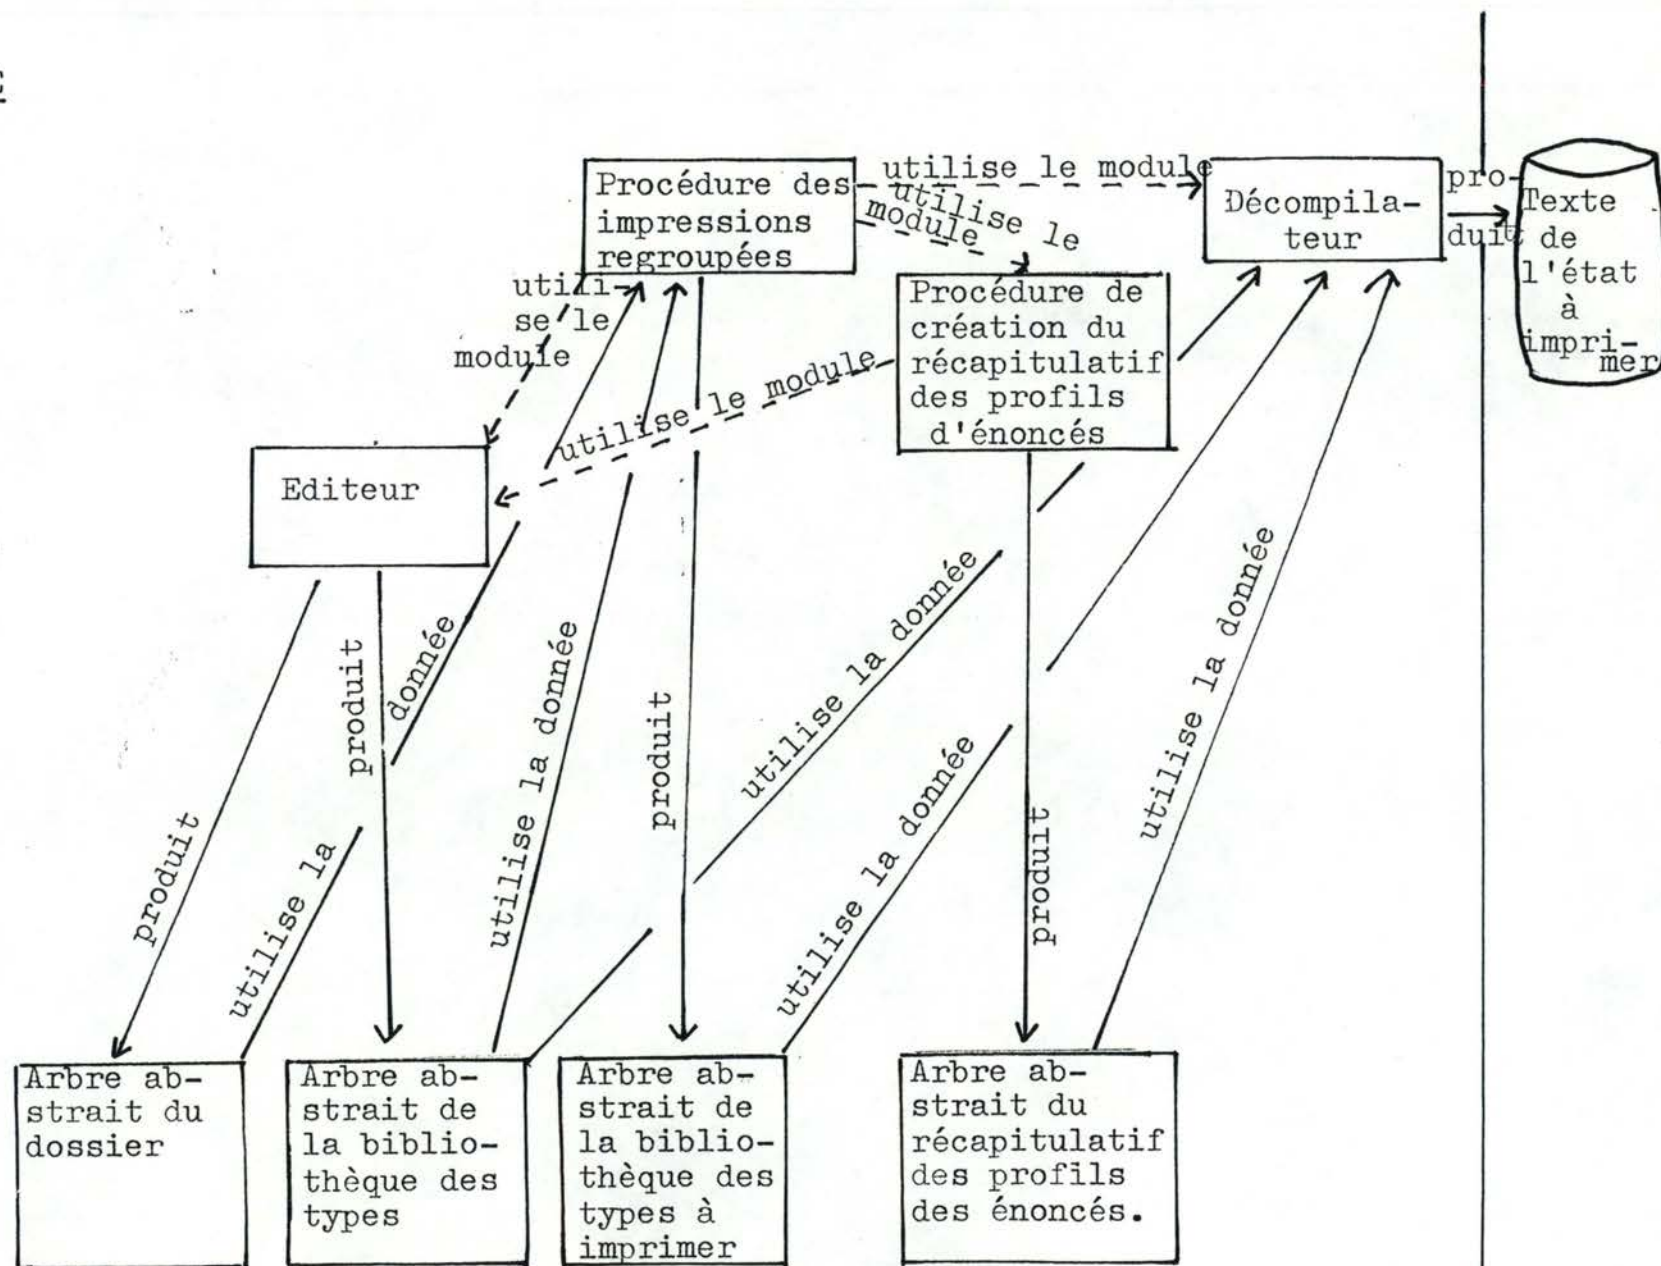 Procédure des
impressions
regroupées
utilise le module
utilise le
module
Décompila-
teur
pro-
duit
Texte
de
l'état
à
impri-
mer
utili-
se le
module
Procédure de
création du
récapitulatif
des profils
d'énoncés
utilise le module
Editeur
produit
produit
utilise la
donnée
utilise la donnée
produit
utilise la donnée
utilise la donnée
produit
utilise la donnée
Arbre ab-
strait du
dossier
Arbre ab-
strait de
la biblio-
thèque des
types
Arbre ab-
strait de
la biblio-
thèque des
types à
imprimer
Arbre ab-
strait du
récapitulatif
des profils
des énoncés.